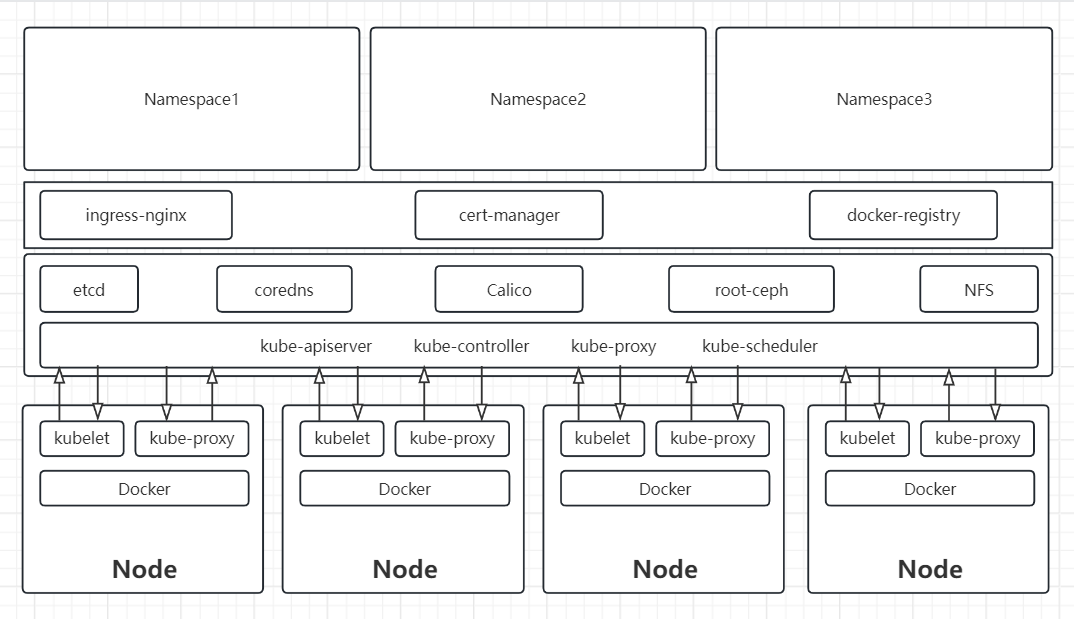 Namespace1 Namespace2 Namespace3
ingress-nginx cert-manager docker-registry
etcd coredns Calico root-ceph NFS
kube-apiserver kube-controller kube-proxy kube-scheduler
kubelet kube-proxy kubelet kube-proxy kubelet kube-proxy kubelet kube-proxy
Docker Docker Docker Docker
Node Node Node Node